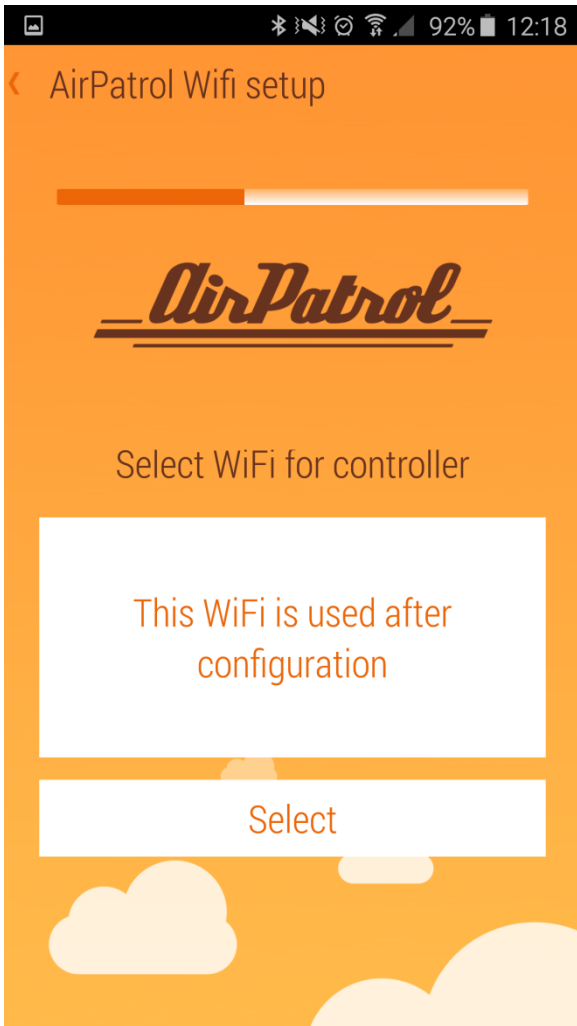 92% 12:18
AirPatrol Wifi setup
AirPatrol
Select WiFi for controller
This WiFi is used after
configuration
Select